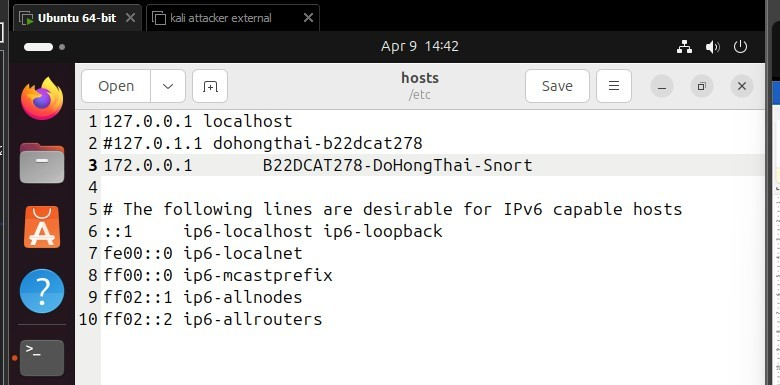 Ubuntu 64-bit
kali attacker external
Apr 9 14:42
Open
hosts
/etc
Save
1 127.0.0.1 localhost
2 #127.0.1.1 dohongthai-b22dcat278
3 172.0.0.1 B22DCAT278-DoHongThai-Snort
4
5 # The following lines are desirable for IPv6 capable hosts
6 ::1 ip6-localhost ip6-loopback
7 fe00::0 ip6-localnet
8 ff00::0 ip6-mcastprefix
9 ff02::1 ip6-allnodes
10 ff02::2 ip6-allrouters